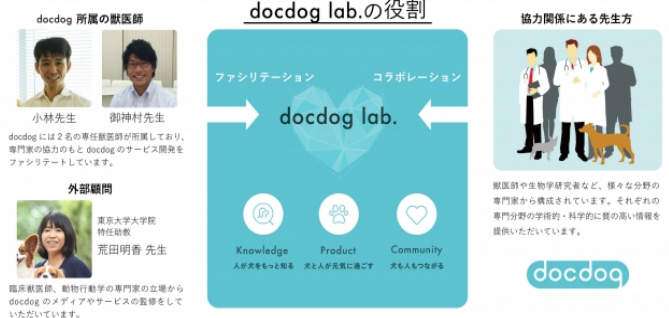 docdog lab.の役割
docdog 所属の獣医師
小林先生
御神村先生
docdog には2名の専任獣医師が所属しており、
専門家の協力のもと docdog のサービス開発を
ファシリテートしています。
外部顧問
東京大学大学院
特任助教
荒田明香 先生
臨床獣医師、動物行動学の専門家の立場から
docdog のメディアやサービスの監修をして
いただいています。
ファシリテーション
コラボレーション
docdog lab.
Knowledge
人が犬をもっと知る
Product
犬と人が元気に過ごす
Community
犬も人もつながる
協力関係にある先生方
獣医師や生物学研究者など、様々な分野の
専門家から構成されています。それぞれの
専門分野の学術的・科学的に質の高い情報を
提供いただいています。
docdog